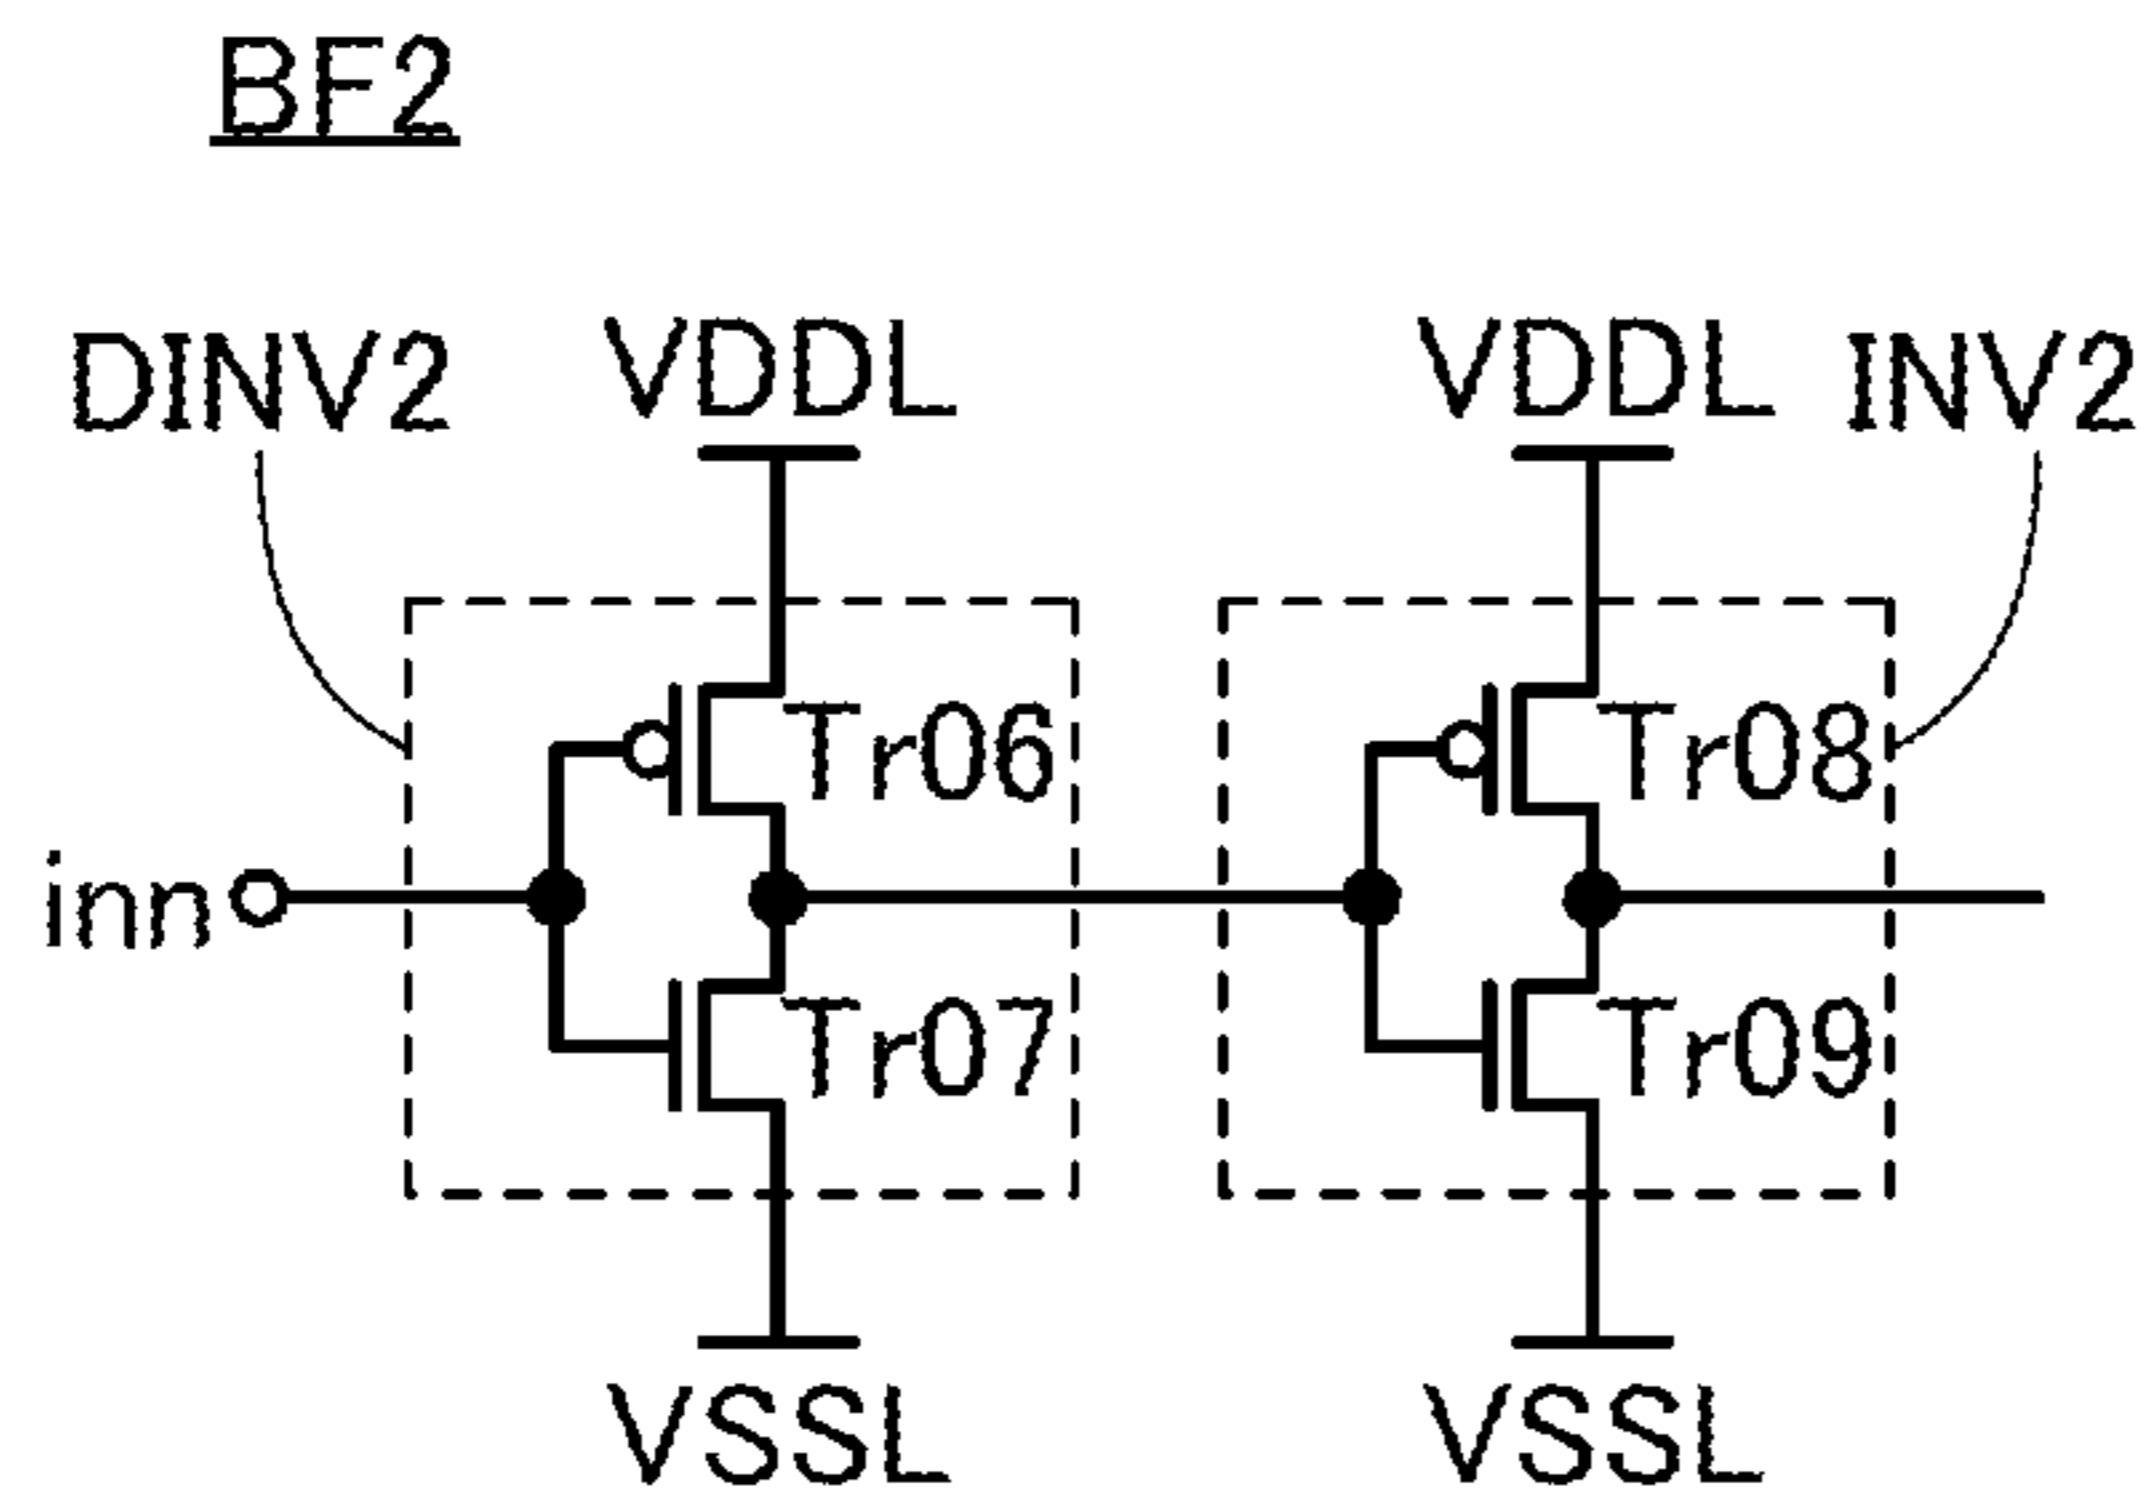 BF2
DINV2 VDDL VDDL INV2
Tr06 Tr08
inn
Tr07 Tr09
VSSL VSSL